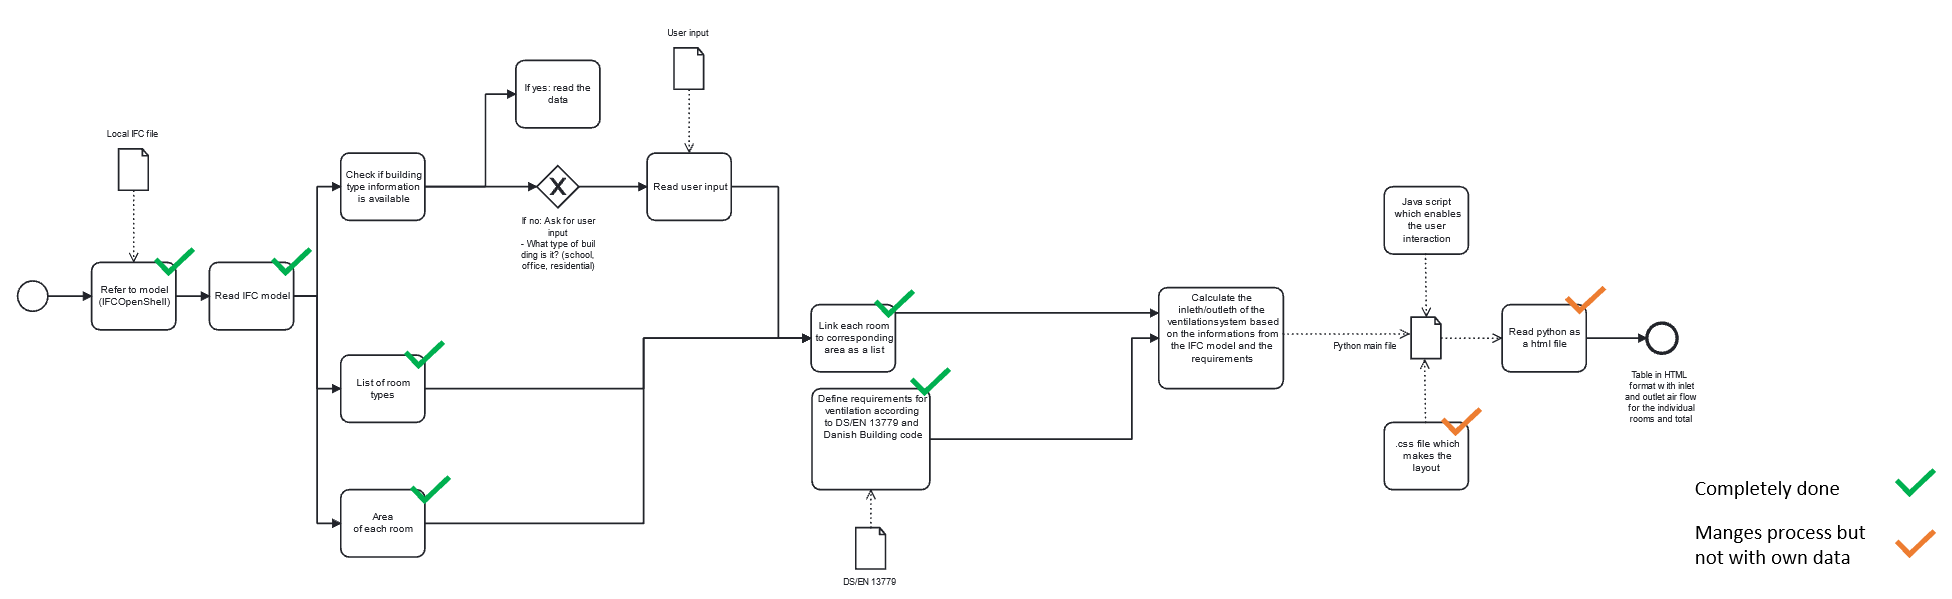 User input
If yes: read the
data
Local IFC file
Check if building
type information
is available
Read user input
If no: Ask for user
input
- What type of buil
ding is it? (school,
office, residential)
Refer to model
(IFCOpenShell)
Read IFC model
List of room
types
Area
of each room
Link each room
to corresponding
area as a list
Define requirements for
ventilation according
to DS/EN 13779 and
Danish Building code
DS/EN 13779
Calculate the
inleth/outleth of the
ventilationsystem based
on the informations from
the IFC model and the
requirements
Python main file
Java script
which enables
the user
interaction
.css file which
makes the
layout
Read python as
a html file
Table in HTML
format with inlet
and outlet air flow
for the individual
rooms and total
Completely done
Manges process but
not with own data